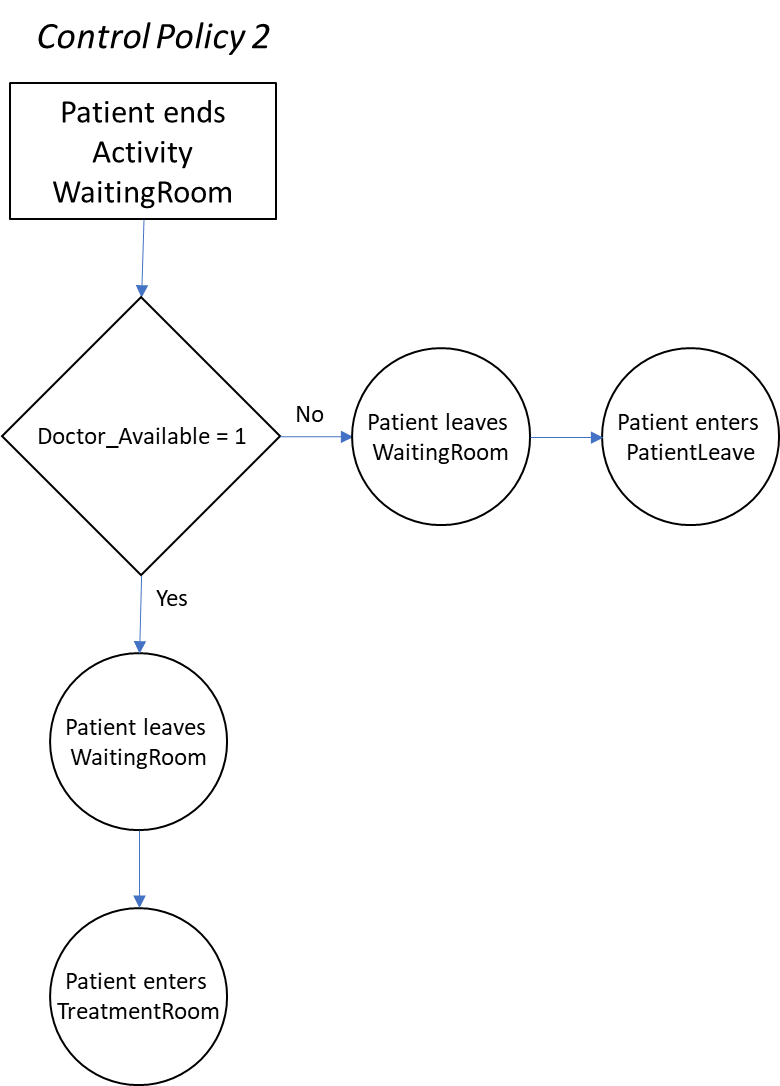 Control Policy 2
Patient ends
Activity
WaitingRoom
Doctor_Available = 1
No
Patient leaves
WaitingRoom
Patient enters
PatientLeave
Yes
Patient leaves
WaitingRoom
Patient enters
TreatmentRoom